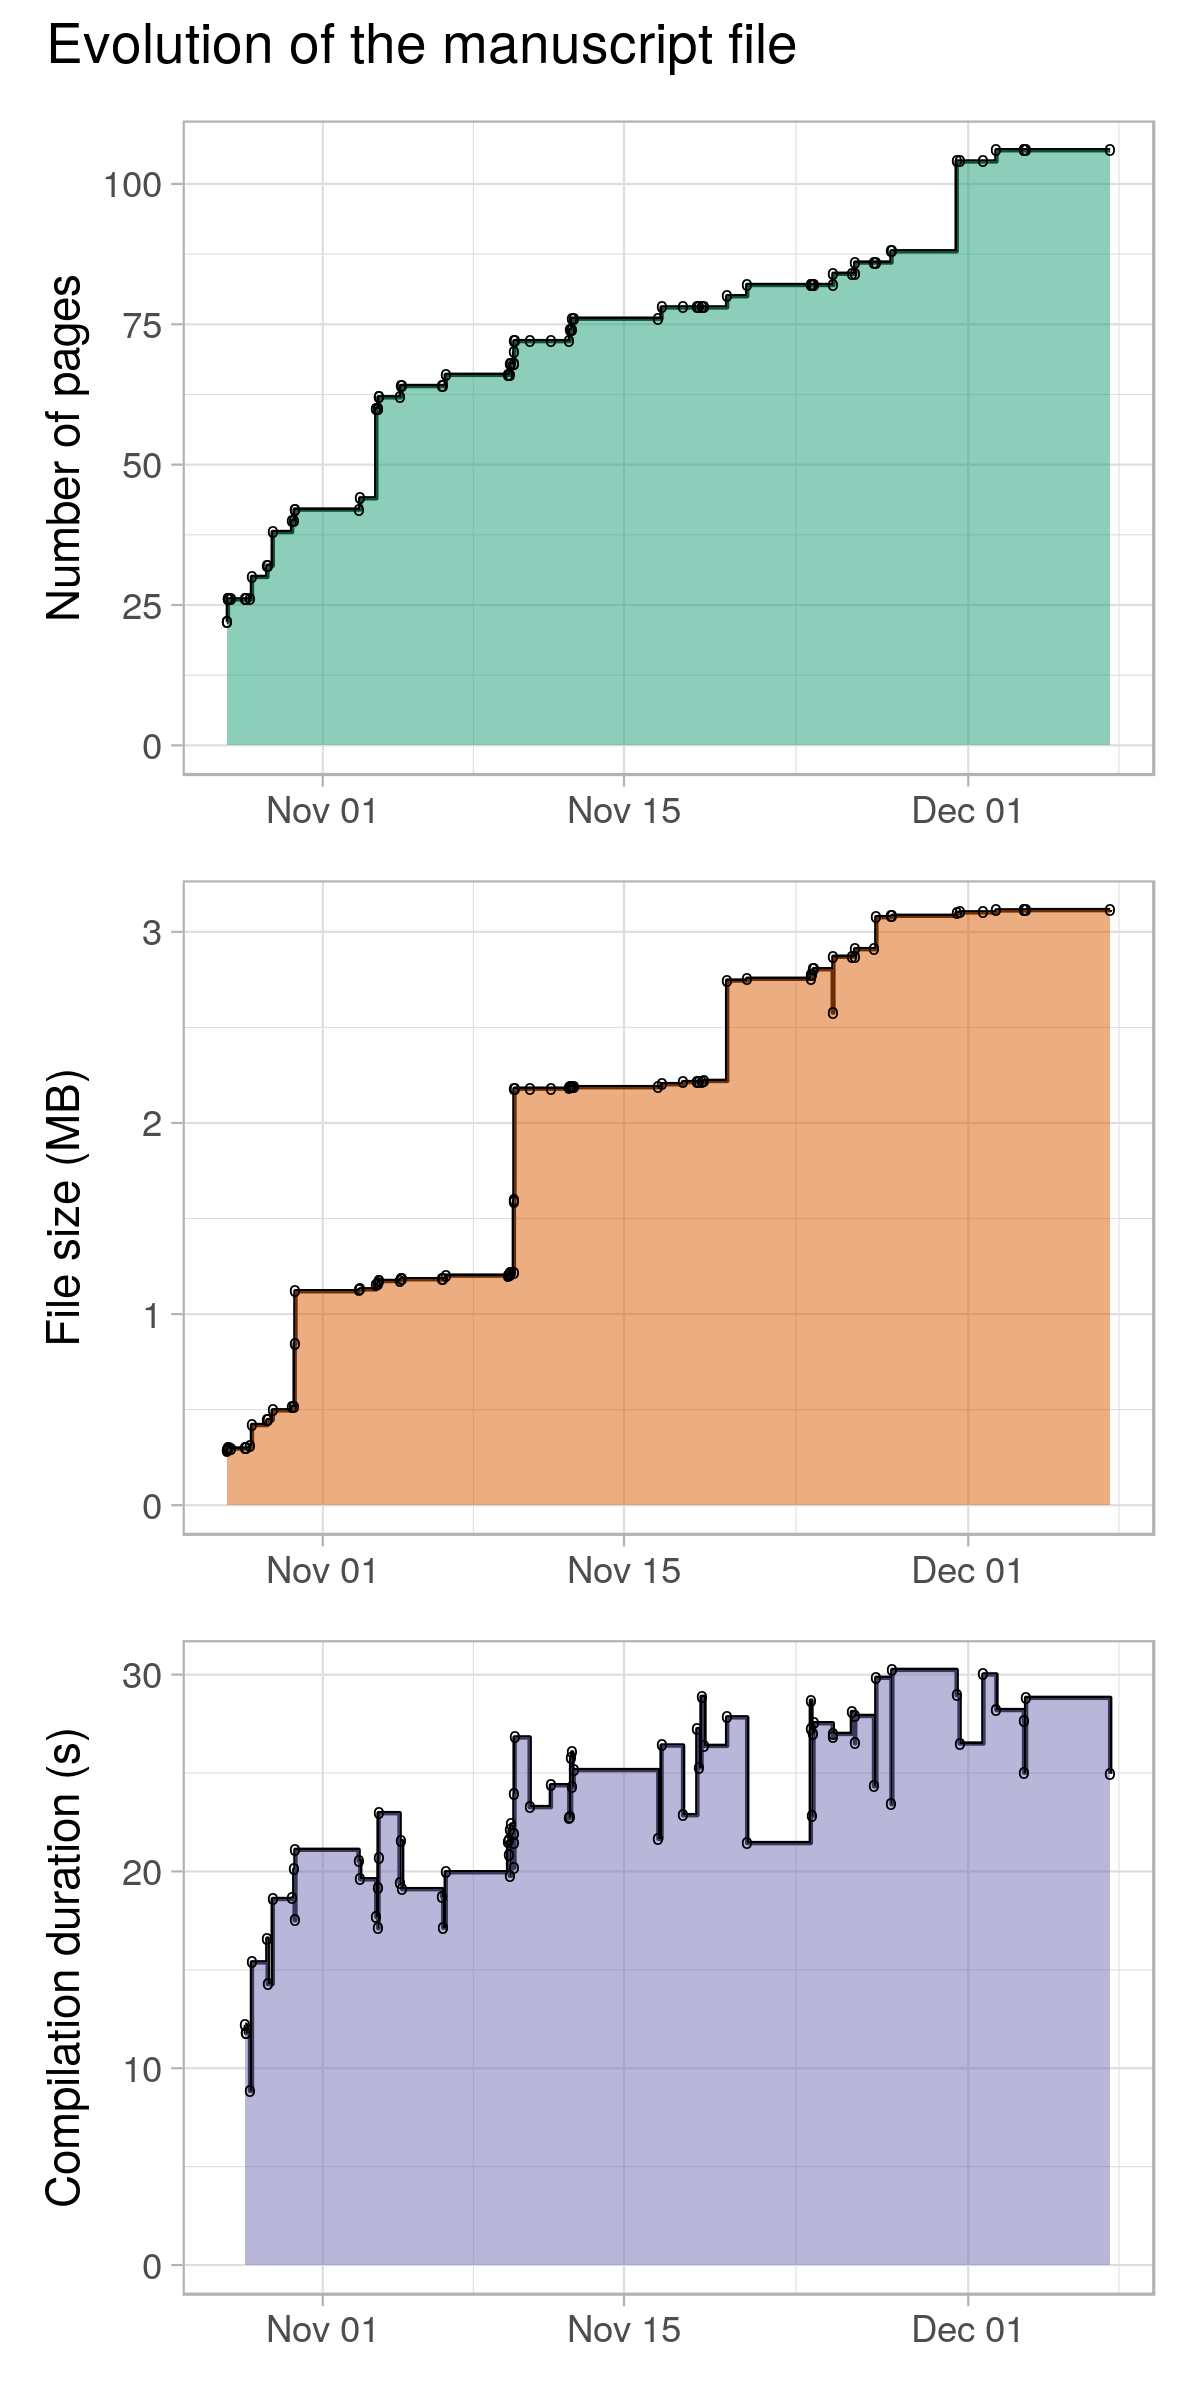 Evolution of the manuscript file
Number of pages
100
75
50
25
0
Nov 01
Nov 15
Dec 01
File size (MB)
3
2
1
0
Nov 01
Nov 15
Dec 01
Compilation duration (s)
30
20
10
0
Nov 01
Nov 15
Dec 01